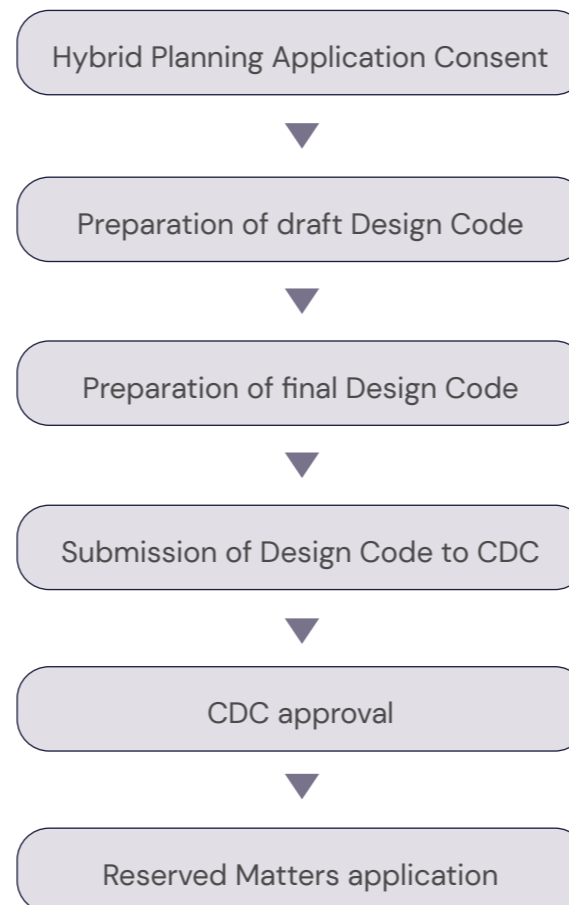 Hybrid Planning Application Consent
Preparation of draft Design Code
Preparation of final Design Code
Submission of Design Code to CDC
CDC approval
Reserved Matters application